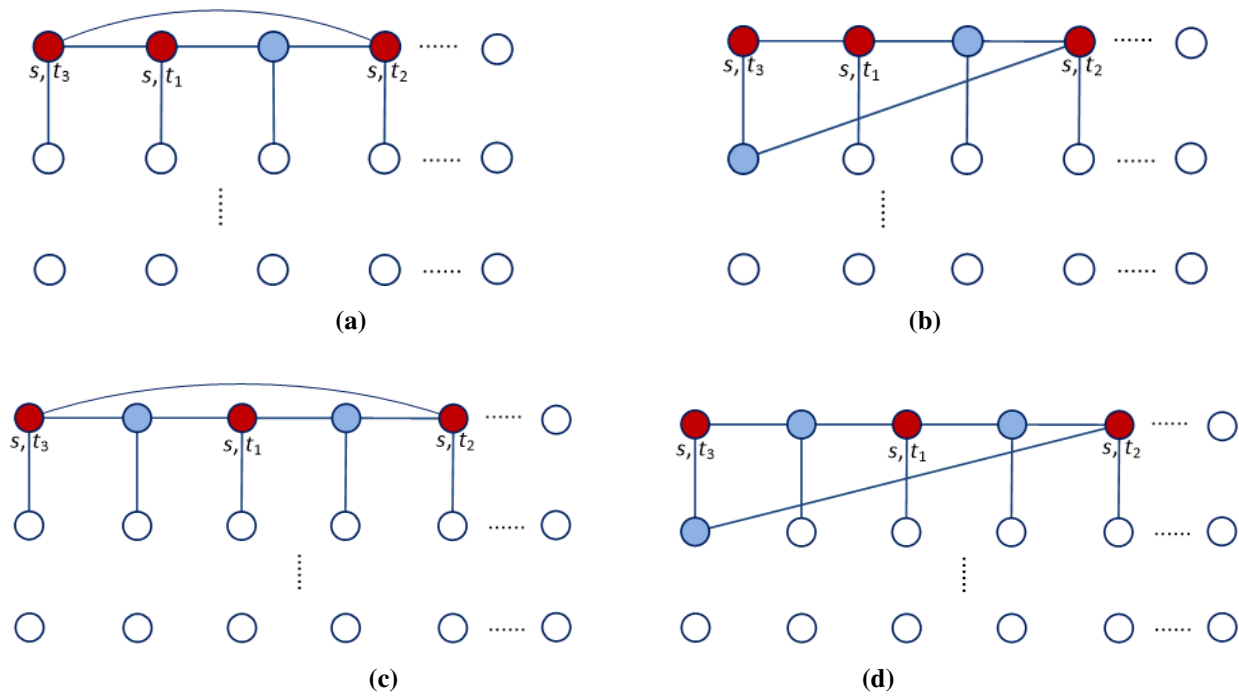 s, t₃ s, t₁ s, t₂
s, t₃ s, t₁ s, t₂
(a)
(b)
s, t₃ s, t₁ s, t₂
s, t₃ s, t₁ s, t₂
(c)
(d)